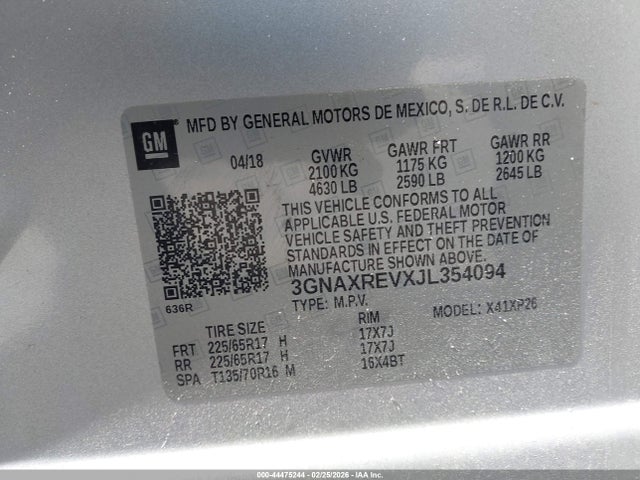 MFD BY GENERAL MOTORS DE MEXICO, S. DE R.L. DE C.V.
GM
04/18 GVWR GAWR FRT GAWR RR
2100 KG 1175 KG 1200 KG
4630 LB 2590 LB 2645 LB
THIS VEHICLE CONFORMS TO ALL
APPLICABLE U.S. FEDERAL MOTOR
VEHICLE SAFETY AND THEFT PREVENTION
STANDARDS IN EFFECT ON THE DATE OF
MANUFACTURE SHOWN ABOVE.
3GNAXREVXJL354094
636R
TYPE: M.P.V. MODEL: X41XP26
TIRE SIZE RIM
FRT 225/65R17 H 17X7J
RR 225/65R17 H 17X7J
SPA T135/70R16 M 16X4BT
000-44475244 - 02/25/2026 - IAA Inc.